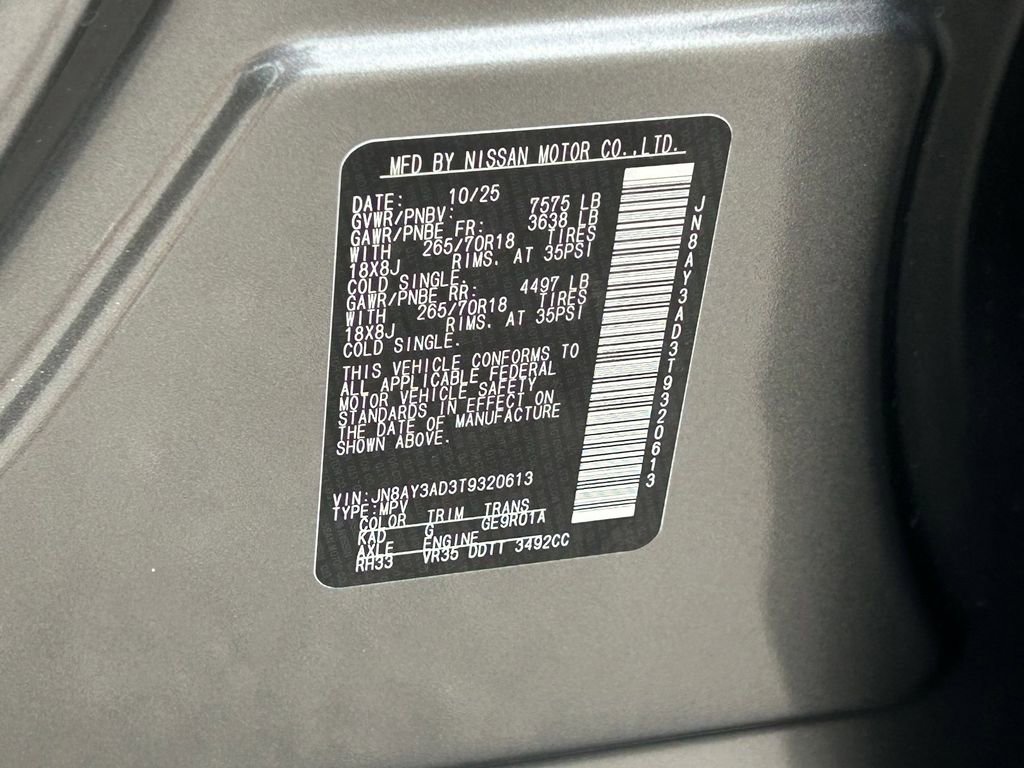 MFD BY NISSAN MOTOR CO.,LTD.
DATE: 10/25
GVWR/PNBV: 7575 LB
GAWR/PNBE FR: 3638 LB
WITH 265/70R18 TIRES
18X8J RIMS. AT 35PSI
COLD SINGLE.
GAWR/PNBE RR: 4497 LB
WITH 265/70R18 TIRES
18X8J RIMS. AT 35PSI
COLD SINGLE.
THIS VEHICLE CONFORMS TO
ALL APPLICABLE FEDERAL
MOTOR VEHICLE SAFETY
STANDARDS IN EFFECT ON
THE DATE OF MANUFACTURE
SHOWN ABOVE.
VIN:JN8AY3AD3T9320613
TYPE:MPV
COLOR TRIM TRANS
KAD G GE9R01A
AXLE ENGINE
RH33 VR35 DDTT 3492CC
JN8AY3AD3T9320613